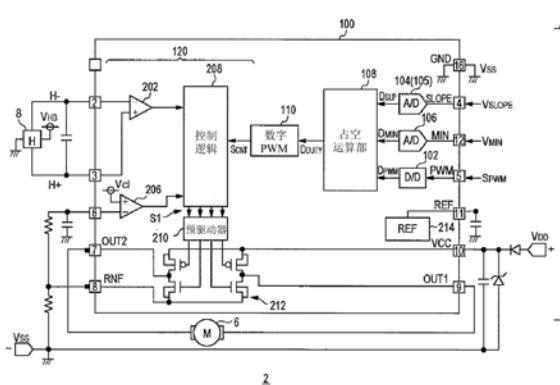 100
120
GND
16
VSS
202
208
108
104(105)
DSLP
A/D
SLOPE
4
VSLOPE
8
VHB
H
H-
2
控制
逻辑
110
数字
PWM
SCNT
DDUTY
占空
运算部
106
DMIN
A/D
MIN
12
VMIN
102
DPWM
D/D
PWM
5
SPWM
H+
3
Vcl
206
6
S1
REF
11
REF
214
210
预驱动器
OUT2
7
VCC
10
VDD
+
RNF
8
OUT1
9
212
6
M
VSS
-
2